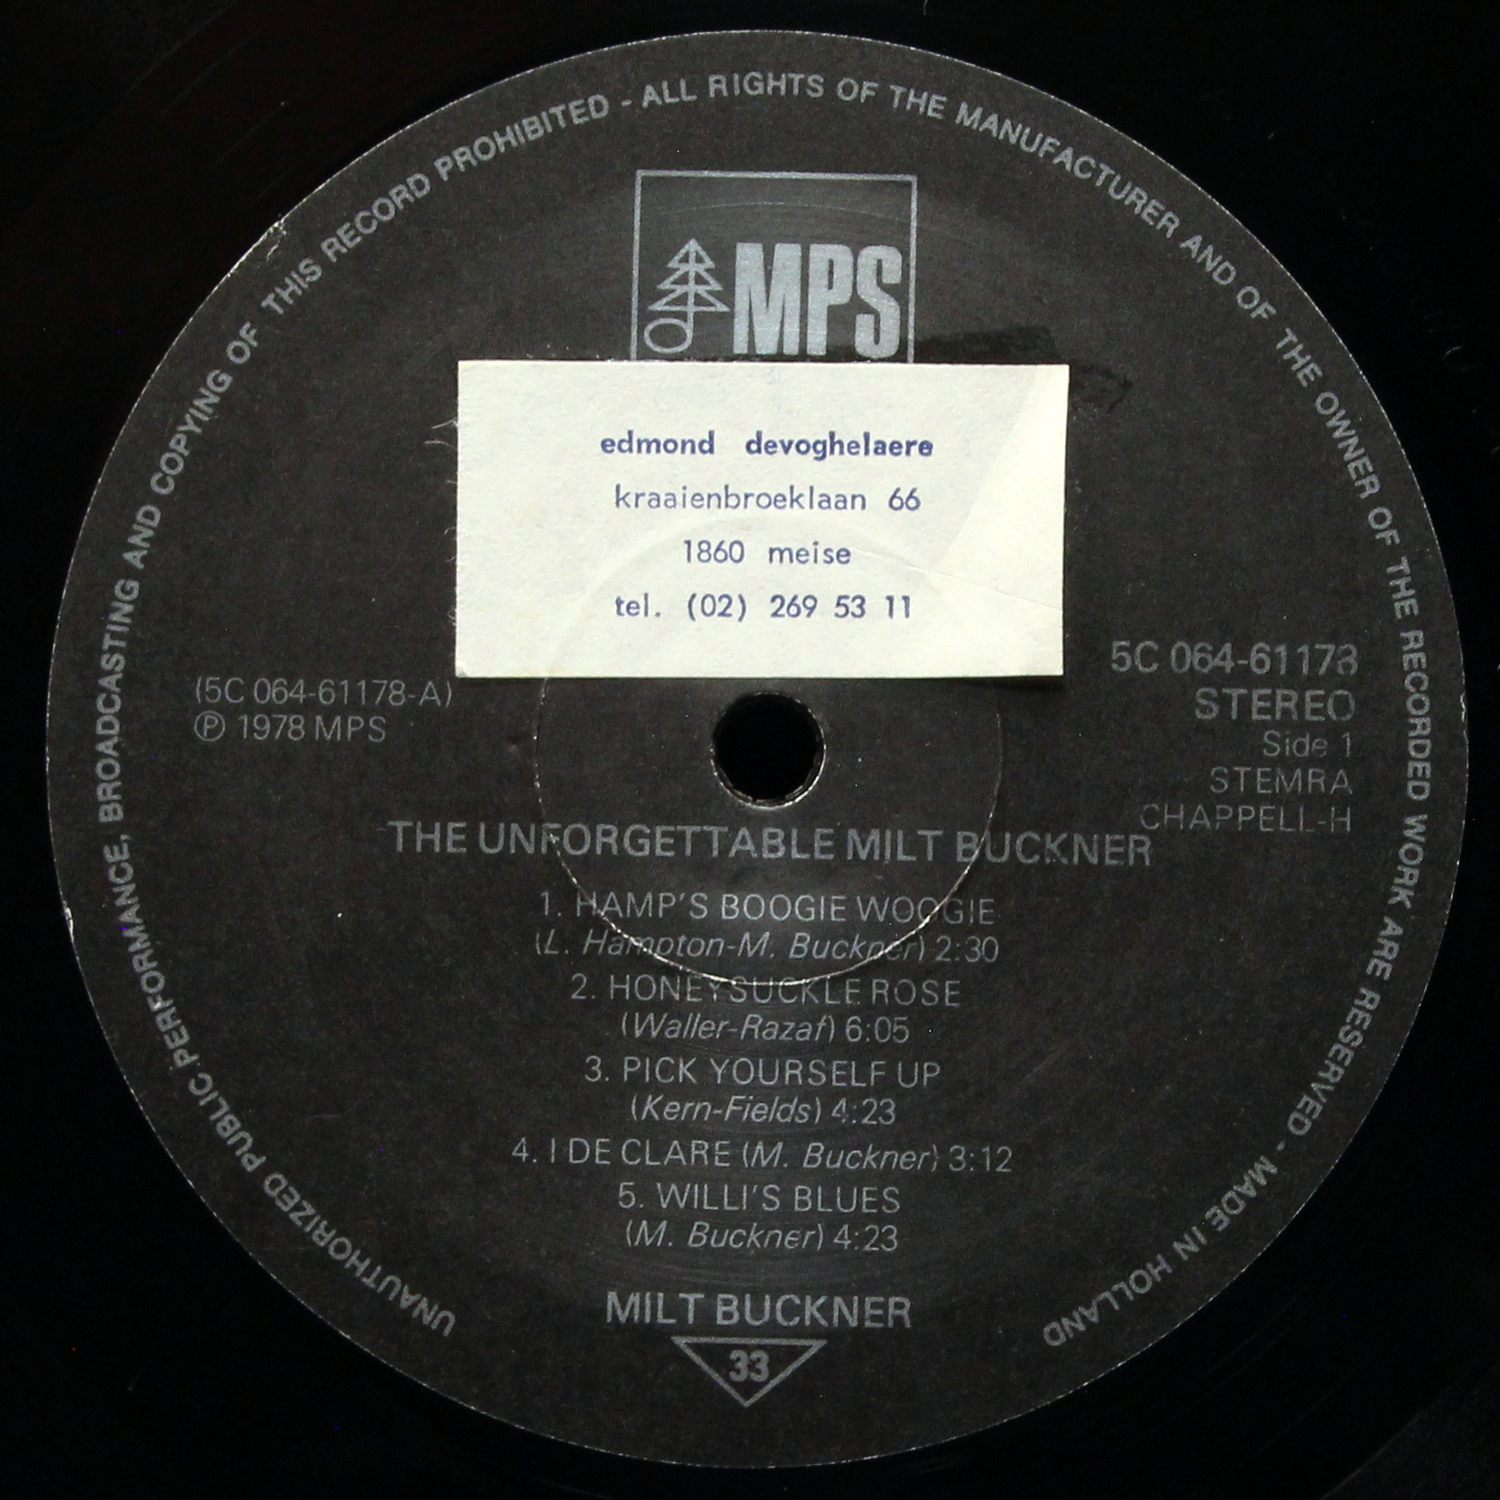 UNAUTHORIZED PUBLIC PERFORMANCE, BROADCASTING AND COPYING OF THIS RECORD PROHIBITED - ALL RIGHTS OF THE MANUFACTURER AND OF THE OWNER OF THE RECORDED WORK ARE RESERVED - MADE IN HOLLAND
MPS
edmond devoghelaere
kraaienbroeklaan 66
1860 meise
tel. (02) 269 53 11
(5C 064-61178-A)
℗ 1978 MPS
5C 064-61178
STEREO
Side 1
STEMRA
CHAPPELL-H
THE UNFORGETTABLE MILT BUCKNER
1. HAMP'S BOOGIE WOOGIE
(L. Hampton-M. Buckner) 2:30
2. HONEYSUCKLE ROSE
(Waller-Razaf) 6:05
3. PICK YOURSELF UP
(Kern-Fields) 4:23
4. I DE CLARE (M. Buckner) 3:12
5. WILLI'S BLUES
(M. Buckner) 4:23
MILT BUCKNER
33